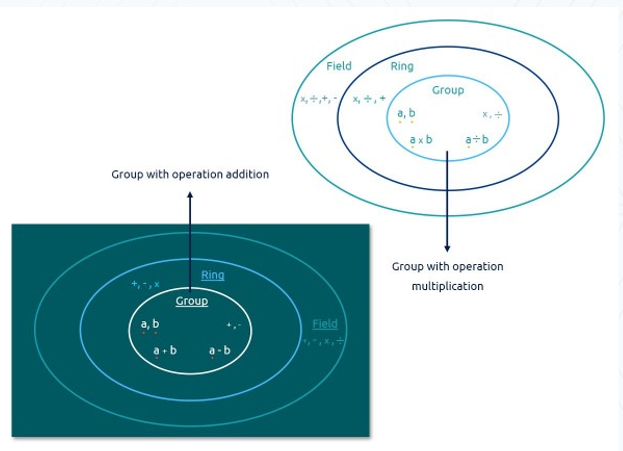 Field
Ring
Group
x, ÷, +, -
x, ÷, +
a, b
x, ÷
a x b
a ÷ b
Group with operation addition
Group with operation
multiplication
Ring
+, -, x
Group
a, b
+, -
Field
a + b
a - b
+, -, x, ÷